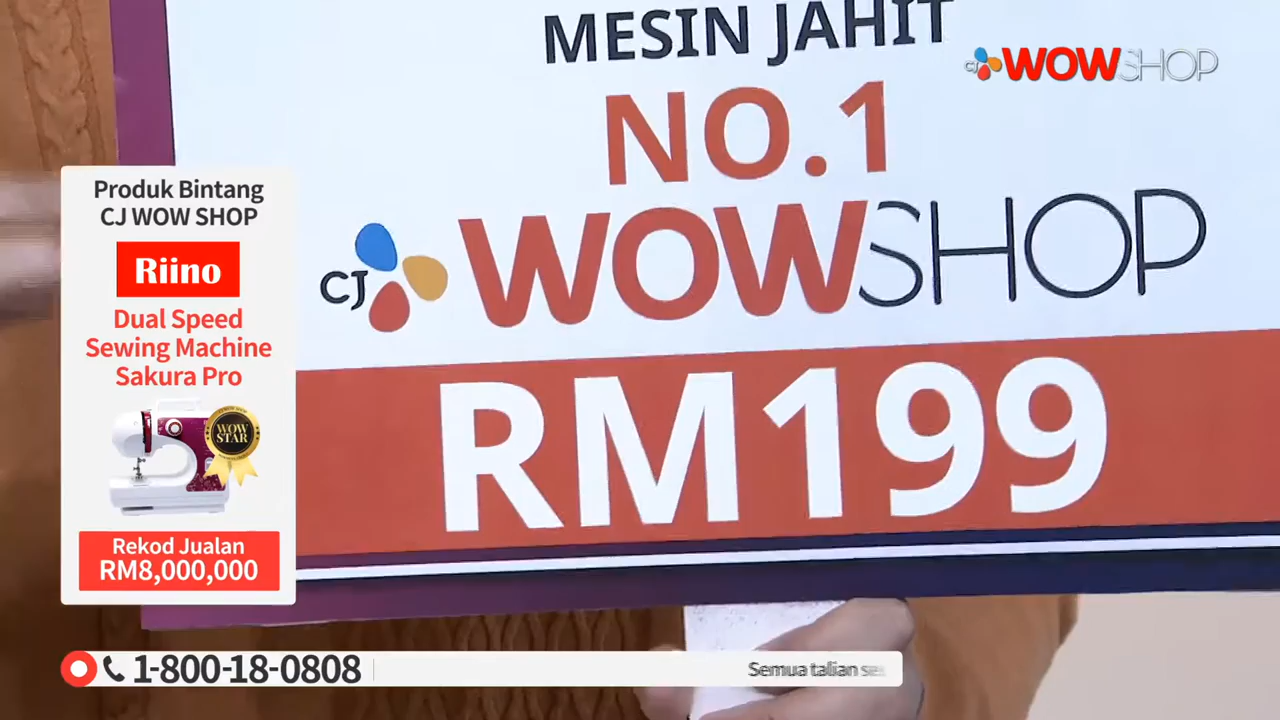 MESIN JAHIT
NO.1
CJ WOWSHOP
RM199
CJ WOWSHOP
Produk Bintang
CJ WOW SHOP
Riino
Dual Speed
Sewing Machine
Sakura Pro
WOW
STAR
Rekod Jualan
RM8,000,000
1-800-18-0808
Semua talian